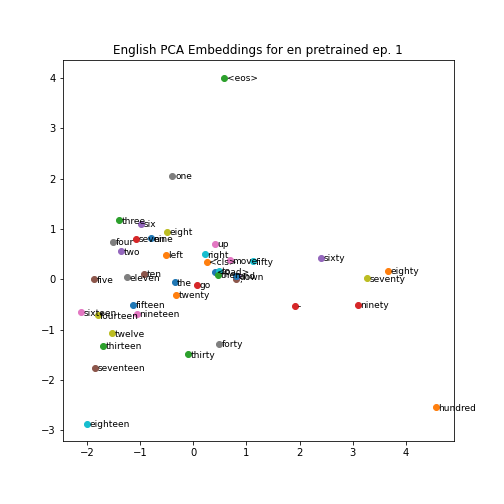 English PCA Embeddings for en pretrained ep. 1
4
3
2
1
0
−1
−2
−3
<eos>
one
three
six
seven
eight
four
two
left
up
right
<cls>
move
fifty
sixty
eighty
seventy
down
ten
eleven
five
the
go
twenty
sixteen
fourteen
fifteen
nineteen
-
ninety
twelve
thirteen
thirty
forty
seventeen
hundred
eighteen
−2
−1
0
1
2
3
4